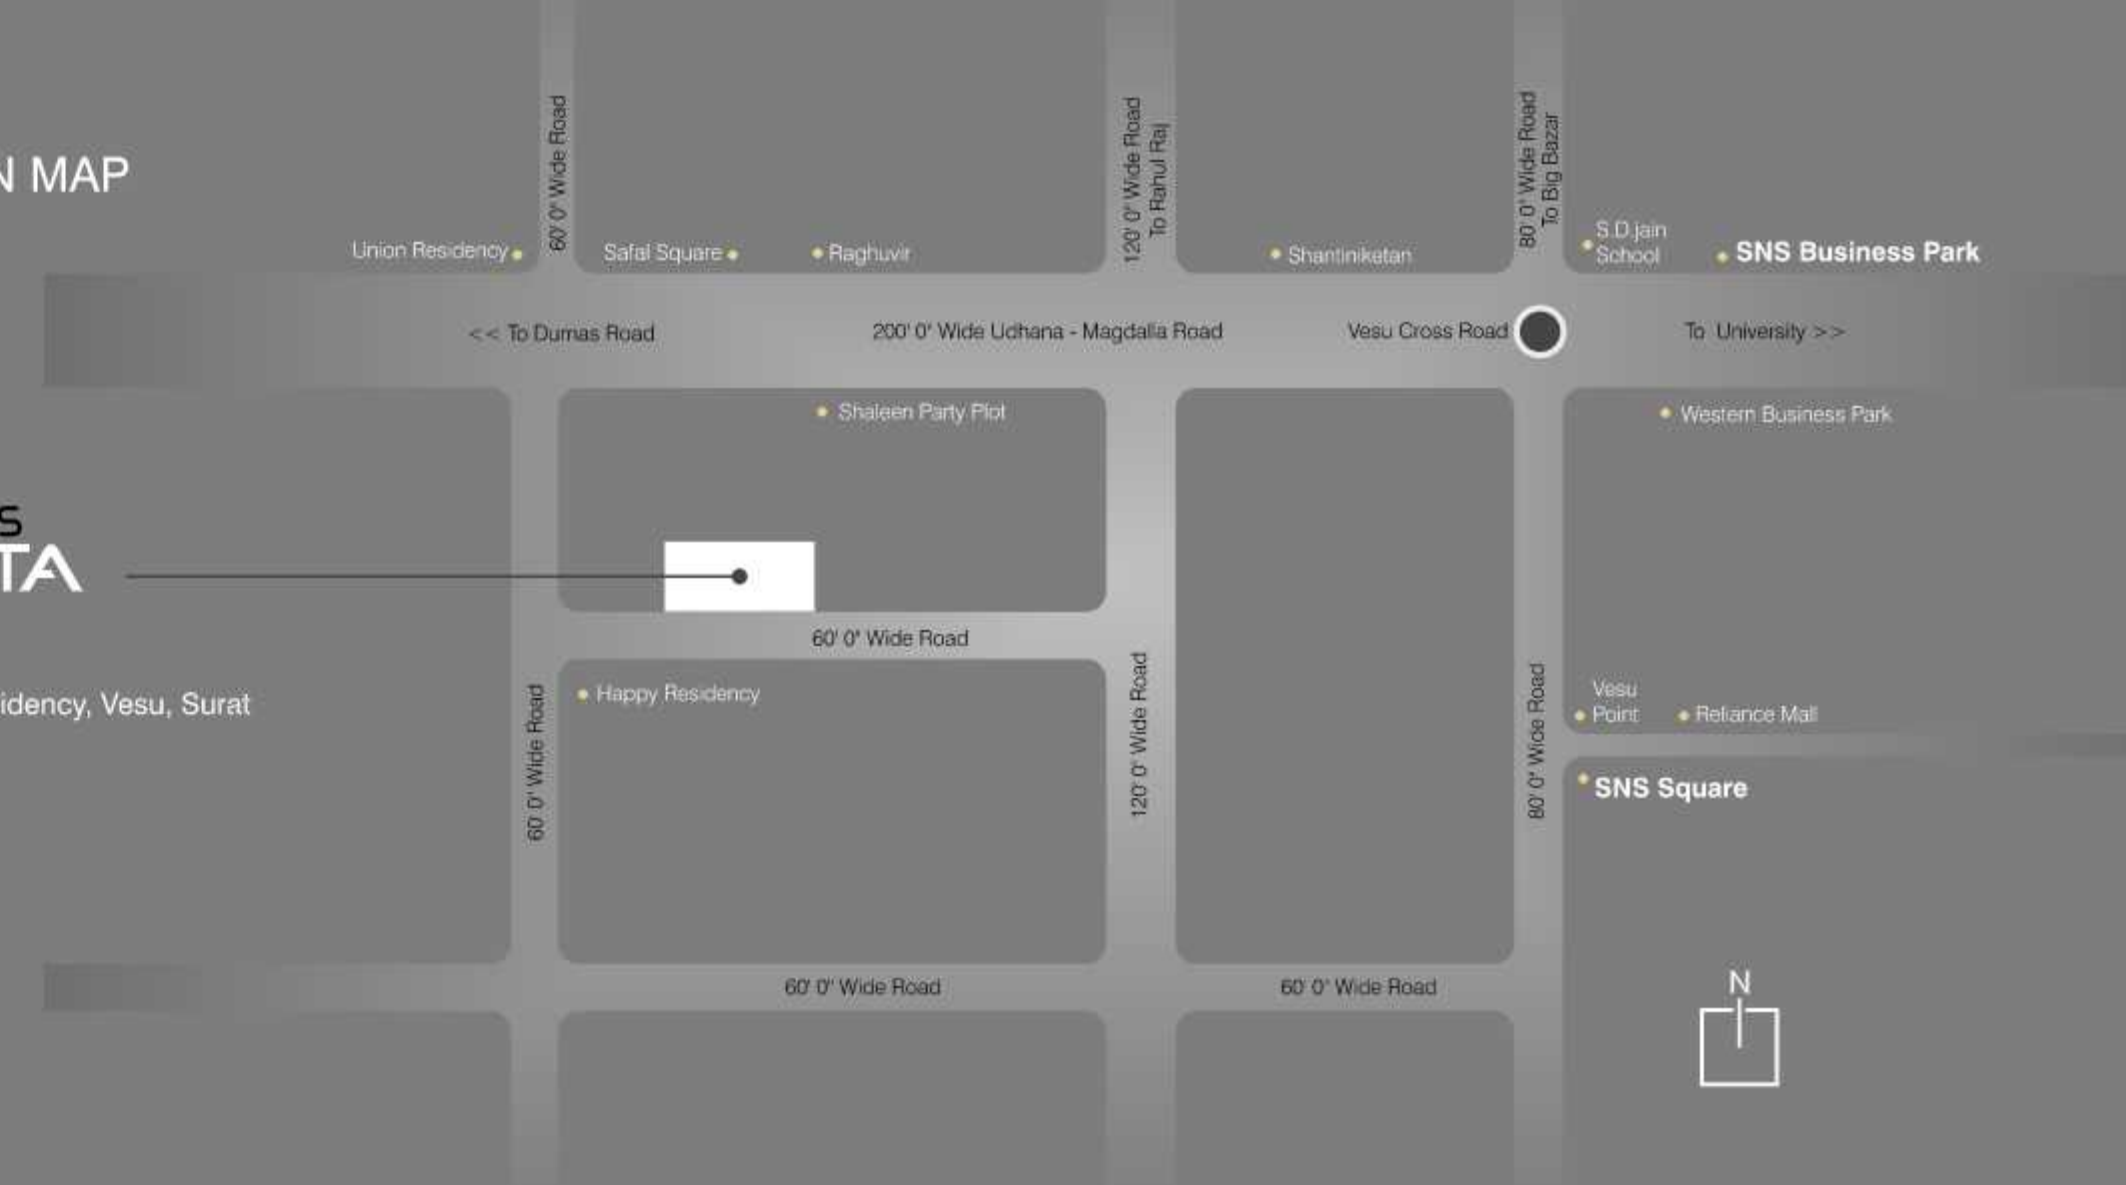 N MAP
60' 0" Wide Road
120' 0" Wide Road
To Rahul Raj
80' 0" Wide Road
To Big Bazar
Union Residency
Safal Square
Raghuvir
Shantiniketan
S.D.jain
School
SNS Business Park
<< To Dumas Road
200' 0" Wide Udhana - Magdalla Road
Vesu Cross Road
To University >>
Shaleen Party Plot
Western Business Park
S
TA
60' 0" Wide Road
Happy Residency
idency, Vesu, Surat
60' 0" Wide Road
120' 0" Wide Road
80' 0" Wide Road
Vesu
Point
Reliance Mall
SNS Square
60' 0" Wide Road
60' 0" Wide Road
N